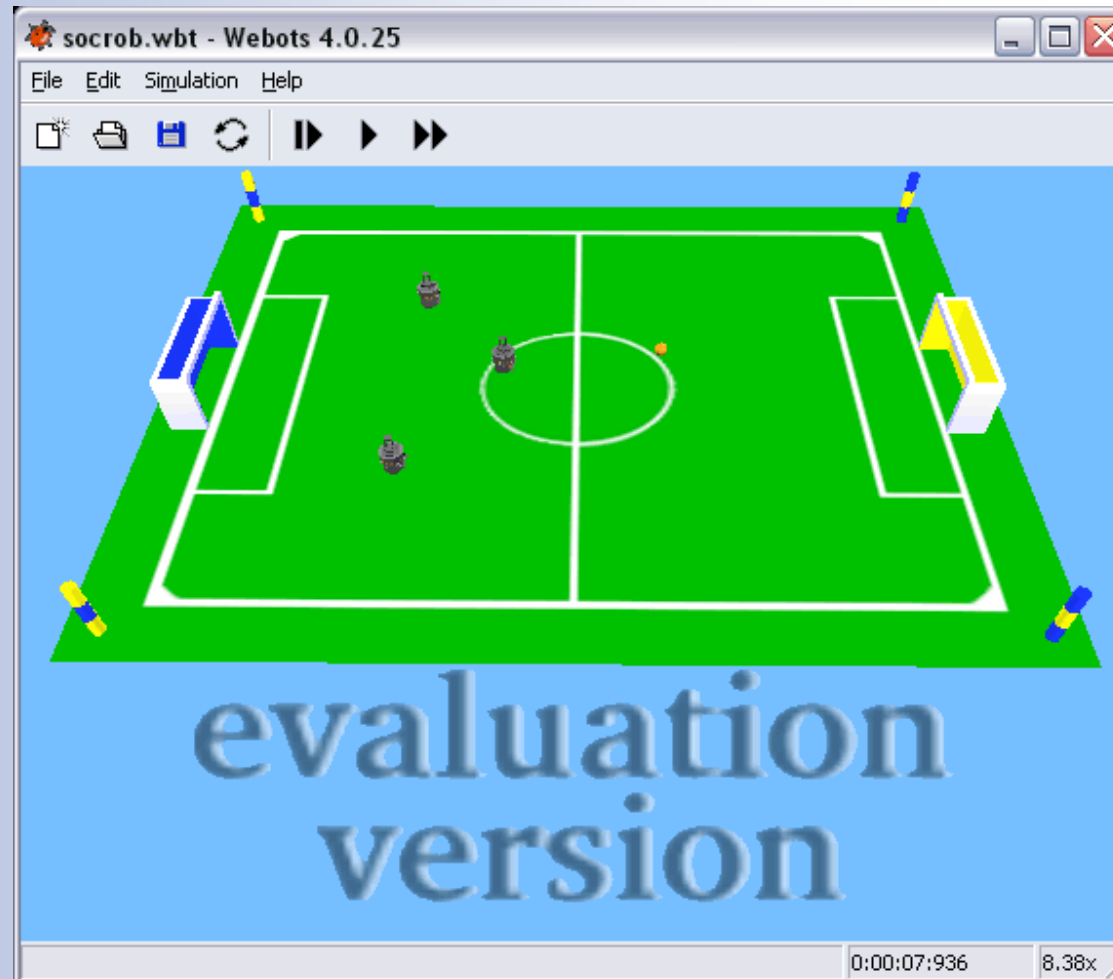 socrob.wbt - Webots 4.0.25
File Edit Simulation Help
evaluation
version
0:00:07:936 8.38x